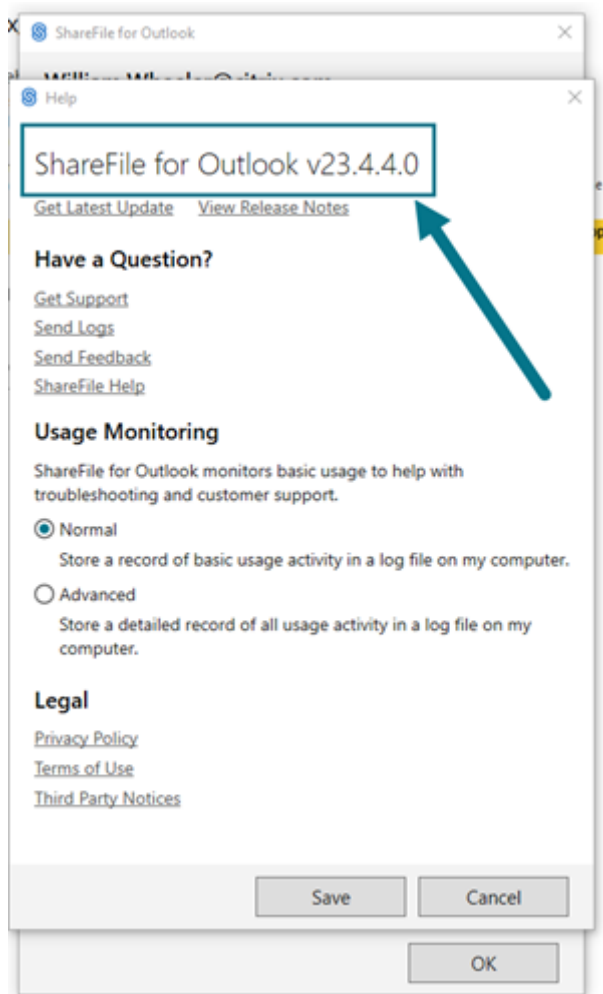 ShareFile for Outlook
Help
ShareFile for Outlook v23.4.4.0
Get Latest Update View Release Notes
Have a Question?
Get Support
Send Logs
Send Feedback
ShareFile Help
Usage Monitoring
ShareFile for Outlook monitors basic usage to help with
troubleshooting and customer support.
Normal
Store a record of basic usage activity in a log file on my computer.
Advanced
Store a detailed record of all usage activity in a log file on my
computer.
Legal
Privacy Policy
Terms of Use
Third Party Notices
Save Cancel
OK